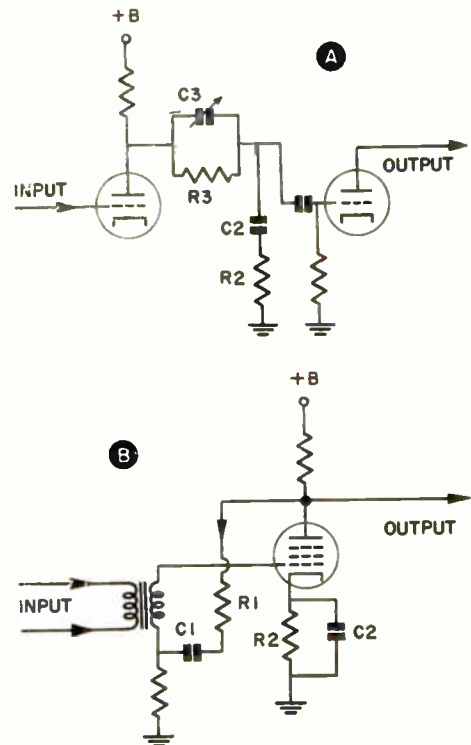 +B
A
C3
INPUT
R3
OUTPUT
C2
R2
+B
B
OUTPUT
INPUT
C1
R1
R2
C2